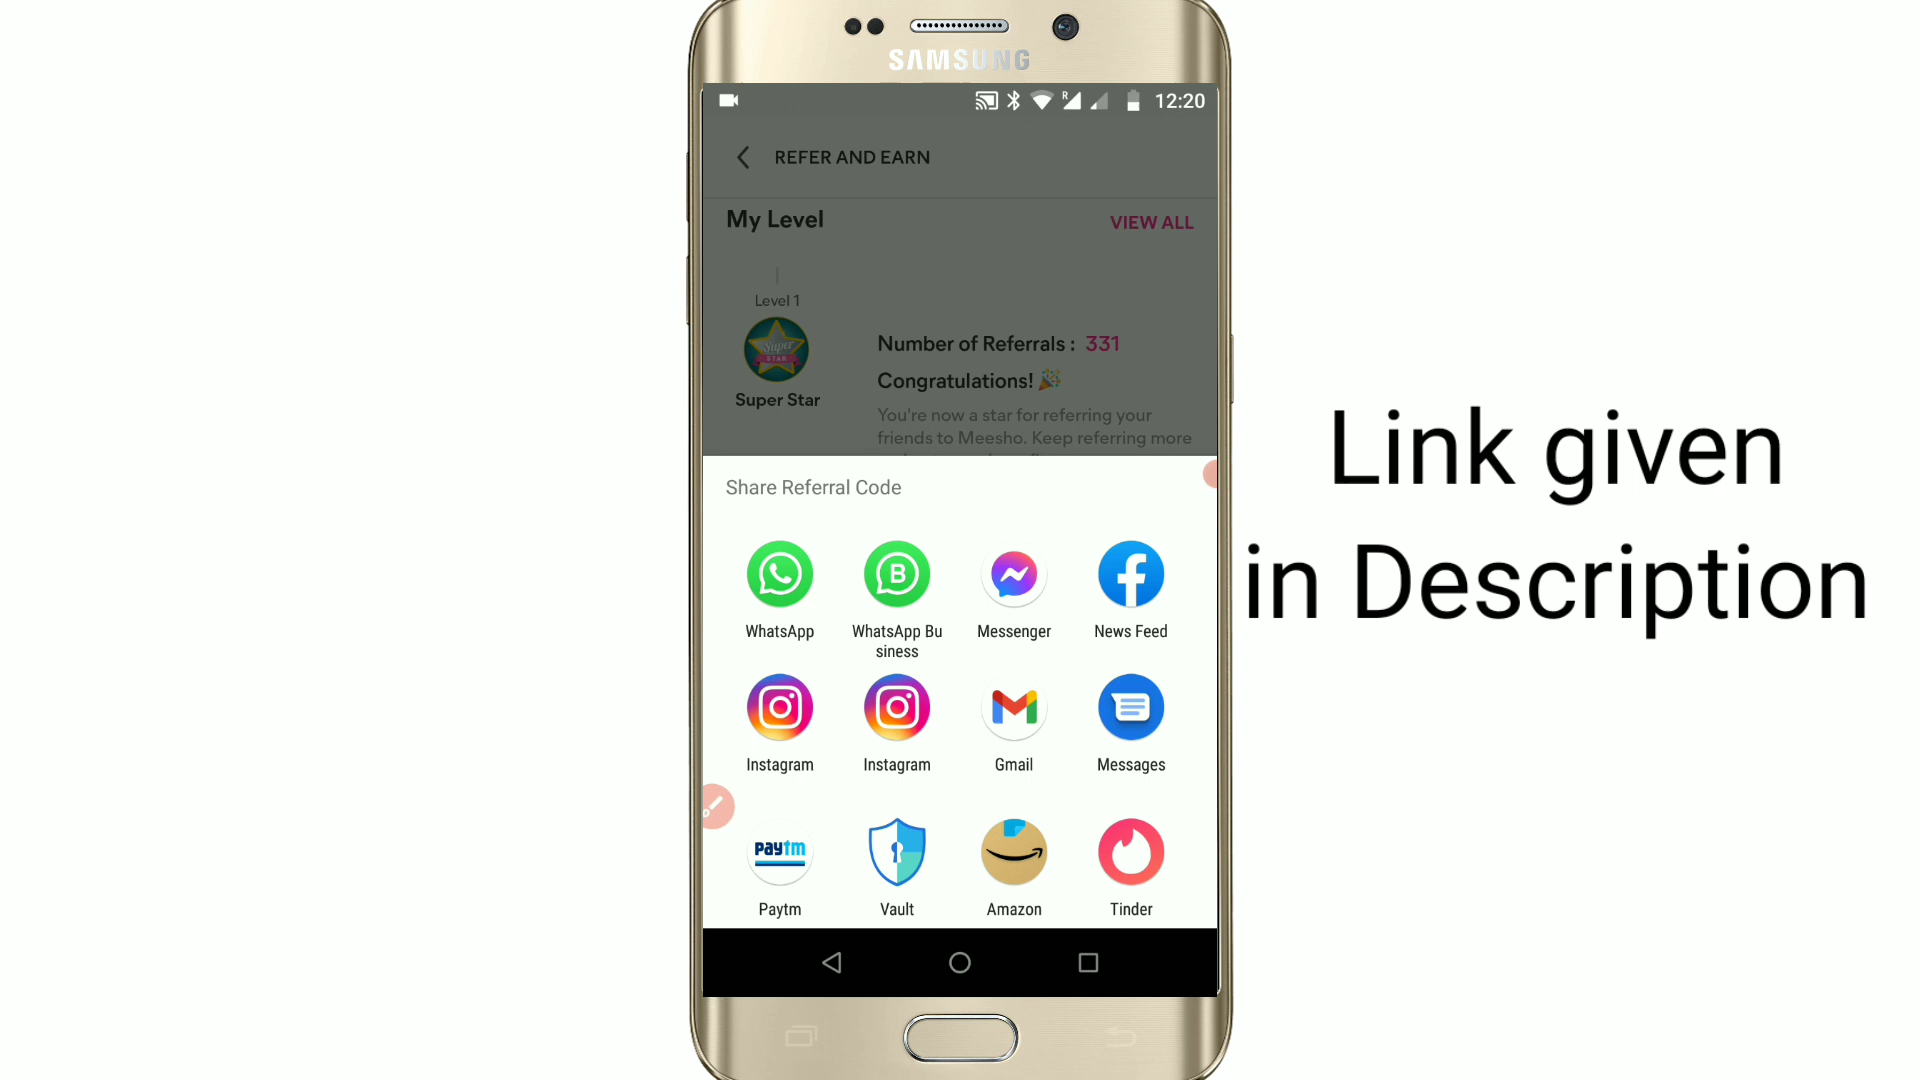 SAMSUNG
R
12:20
REFER AND EARN
My Level
VIEW ALL
Level 1
Super
STAR
Super Star
Number of Referrals : 331
Congratulations! 🎉
You're now a star for referring your
friends to Meesho. Keep referring more
Share Referral Code
WhatsApp
WhatsApp Bu
siness
Messenger
News Feed
Instagram
Instagram
Gmail
Messages
paytm
Paytm
Vault
Amazon
Tinder
Link given
in Description